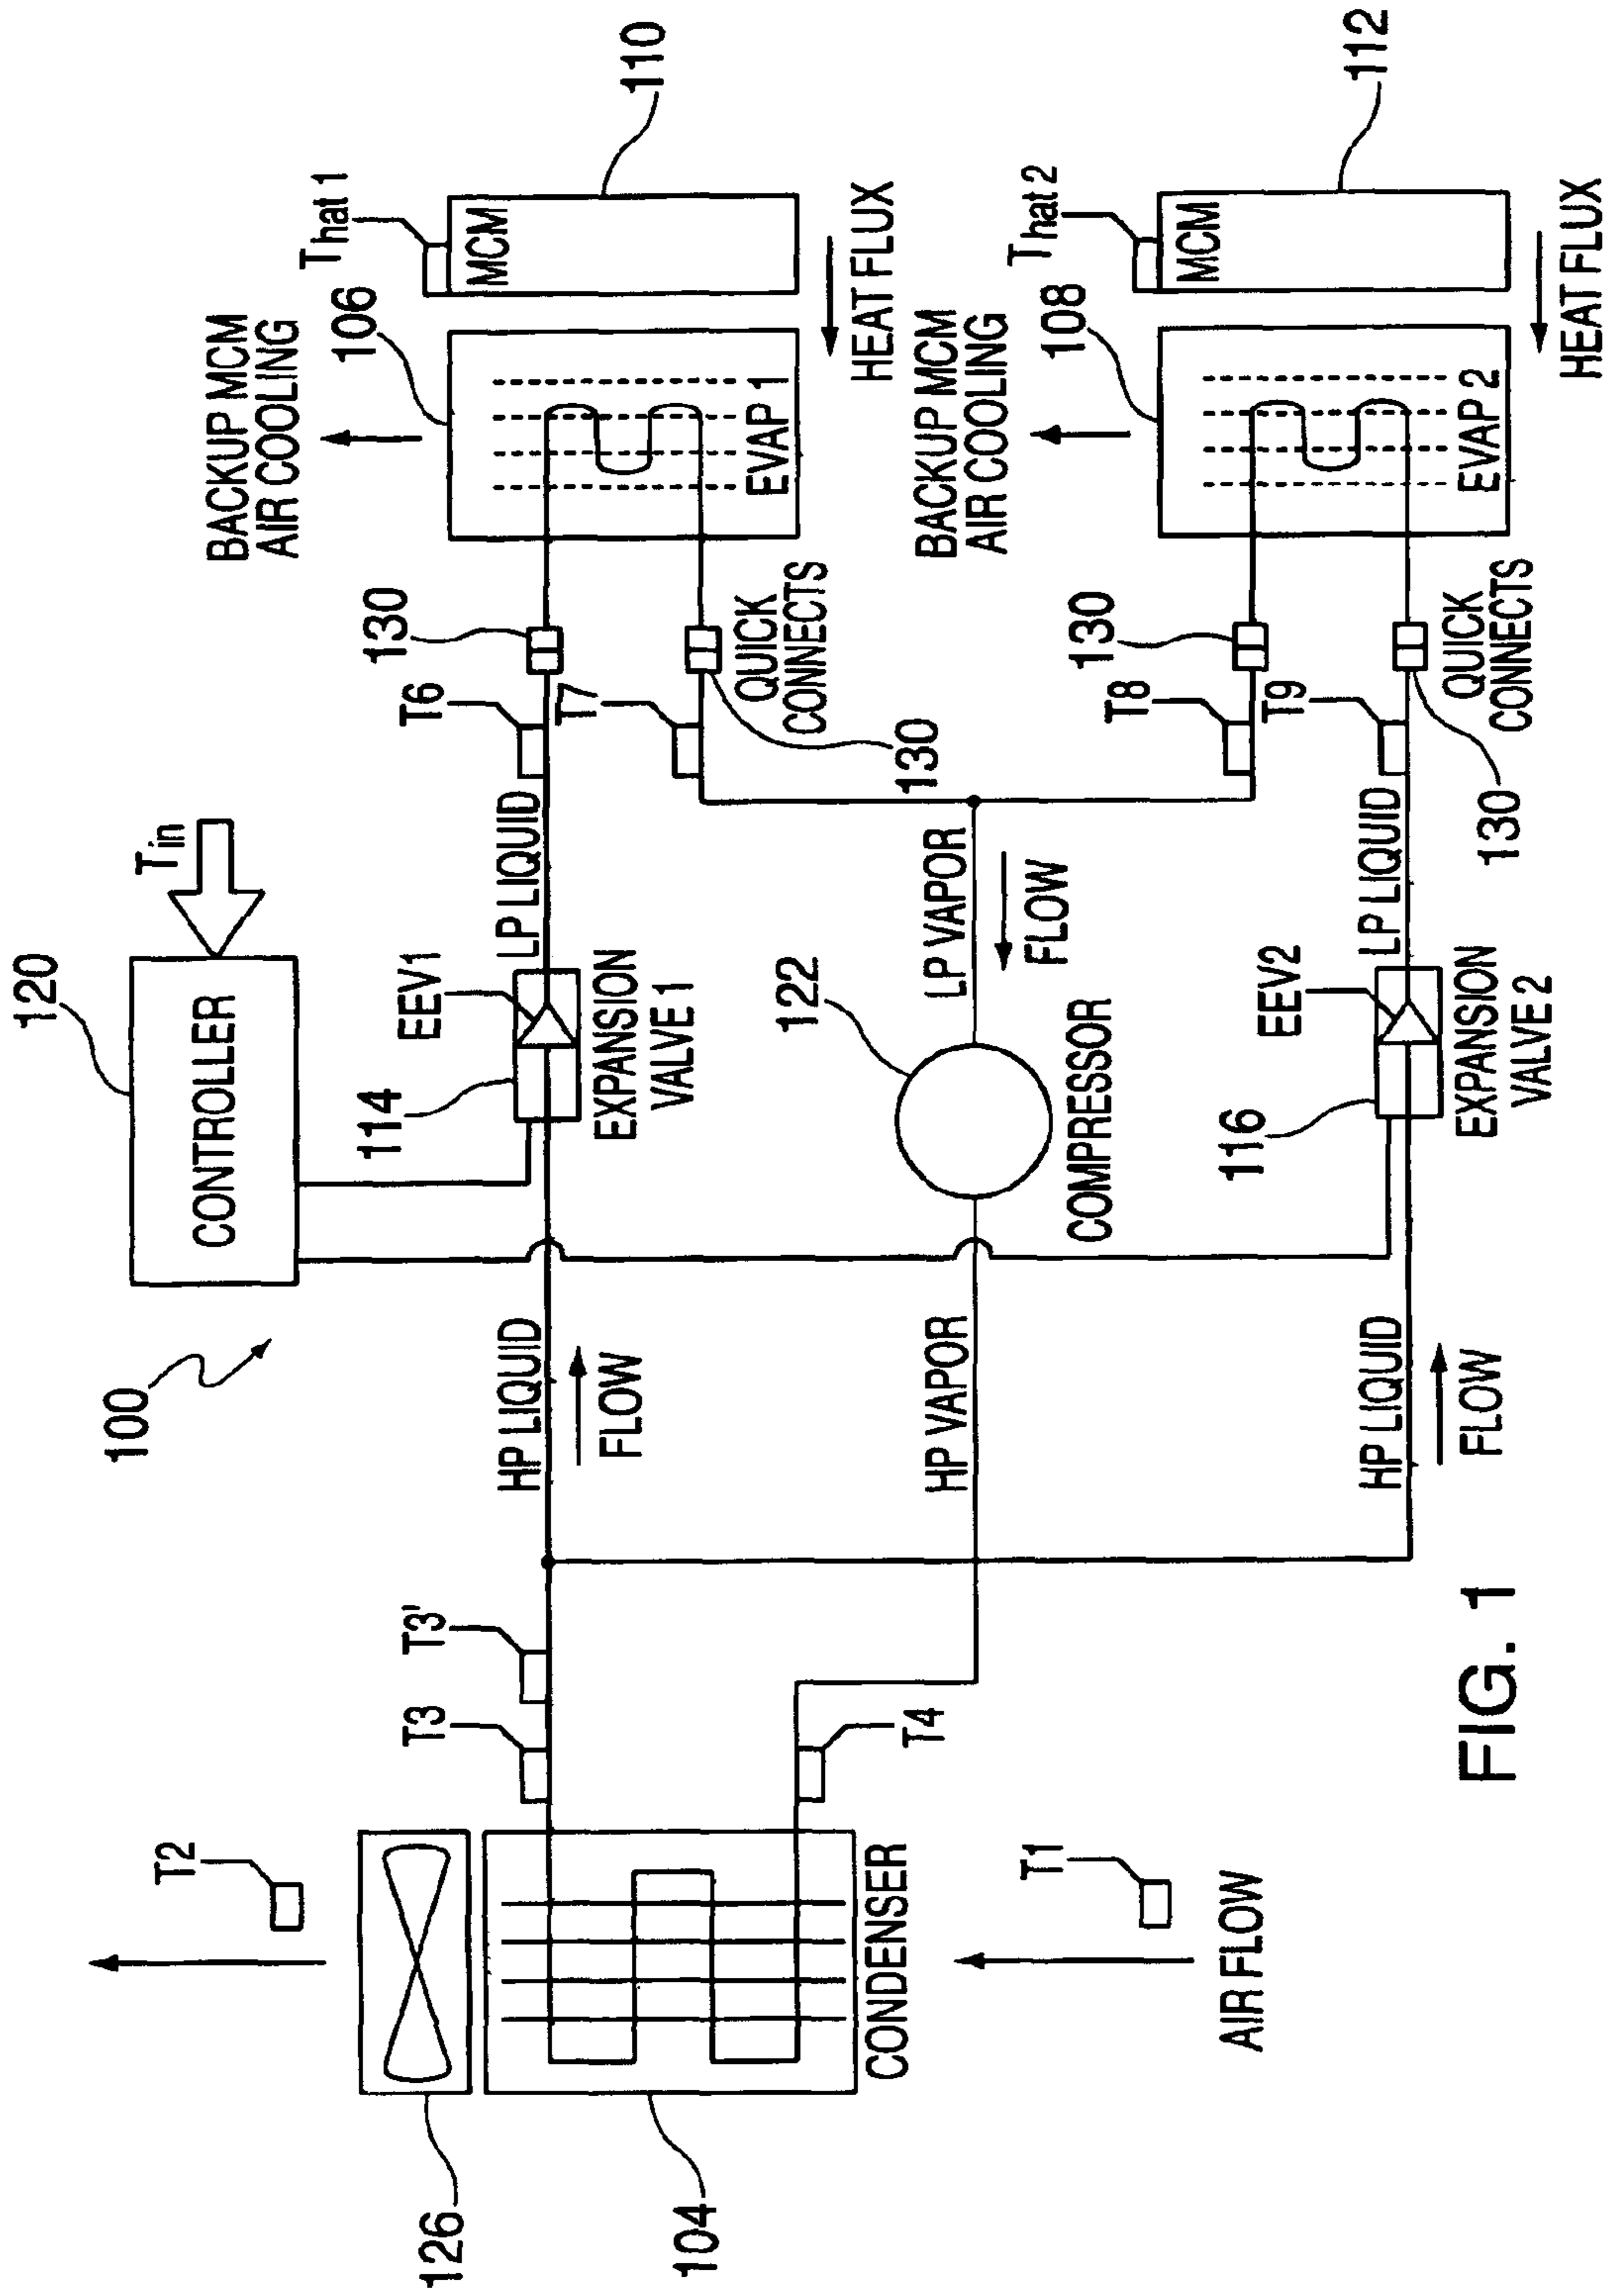 100
120
CONTROLLER
Tin
BACKUP MCM
AIR COOLING
106
That 1
110
MCM
EVAP 1
HEAT FLUX
T2
126
104
CONDENSER
T1
AIR FLOW
T3
T3'
T4
HP LIQUID
FLOW
114
EEV1
EXPANSION
VALVE 1
LP LIQUID
T6
130
T7
QUICK
CONNECTS
130
HP VAPOR
122
COMPRESSOR
LP VAPOR
FLOW
BACKUP MCM
AIR COOLING
108
That 2
112
MCM
EVAP 2
HEAT FLUX
T8
130
T9
QUICK
CONNECTS
130
HP LIQUID
FLOW
116
EEV2
EXPANSION
VALVE 2
LP LIQUID
FIG. 1